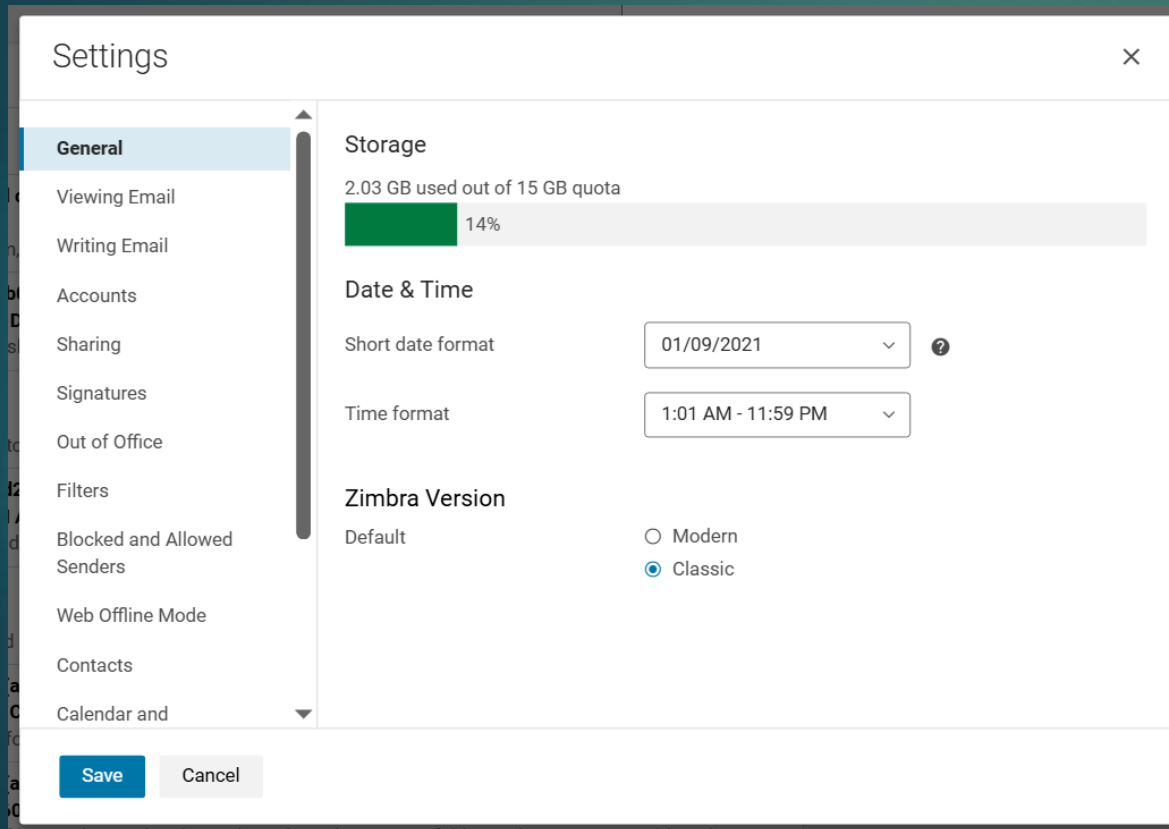 Settings
General
Viewing Email
Writing Email
Accounts
Sharing
Signatures
Out of Office
Filters
Blocked and Allowed
Senders
Web Offline Mode
Contacts
Calendar and
Storage
2.03 GB used out of 15 GB quota
14%
Date & Time
Short date format
01/09/2021
Time format
1:01 AM - 11:59 PM
Zimbra Version
Default
Modern
Classic
Save
Cancel